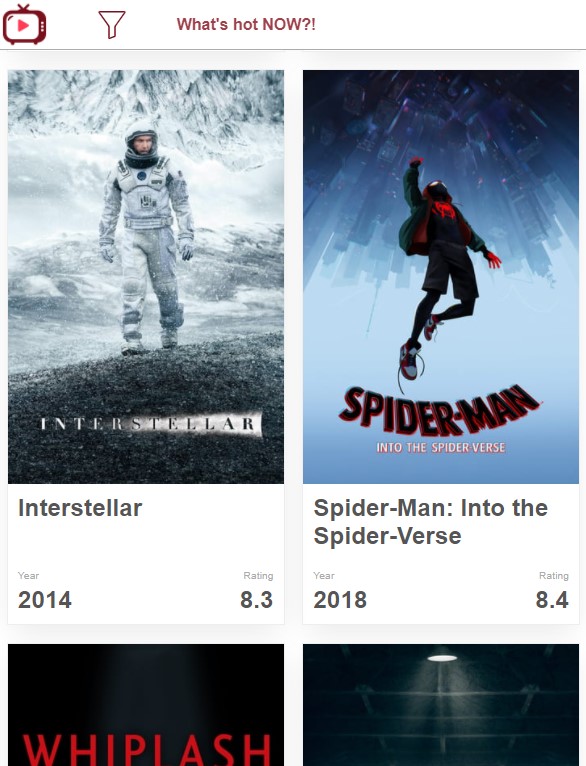 What's hot NOW?!
INTERSTELLAR
SPIDER-MAN
INTO THE SPIDER-VERSE
Interstellar
Spider-Man: Into the
Spider-Verse
Year
Rating
Year
Rating
2014
8.3
2018
8.4
WHIPLASH